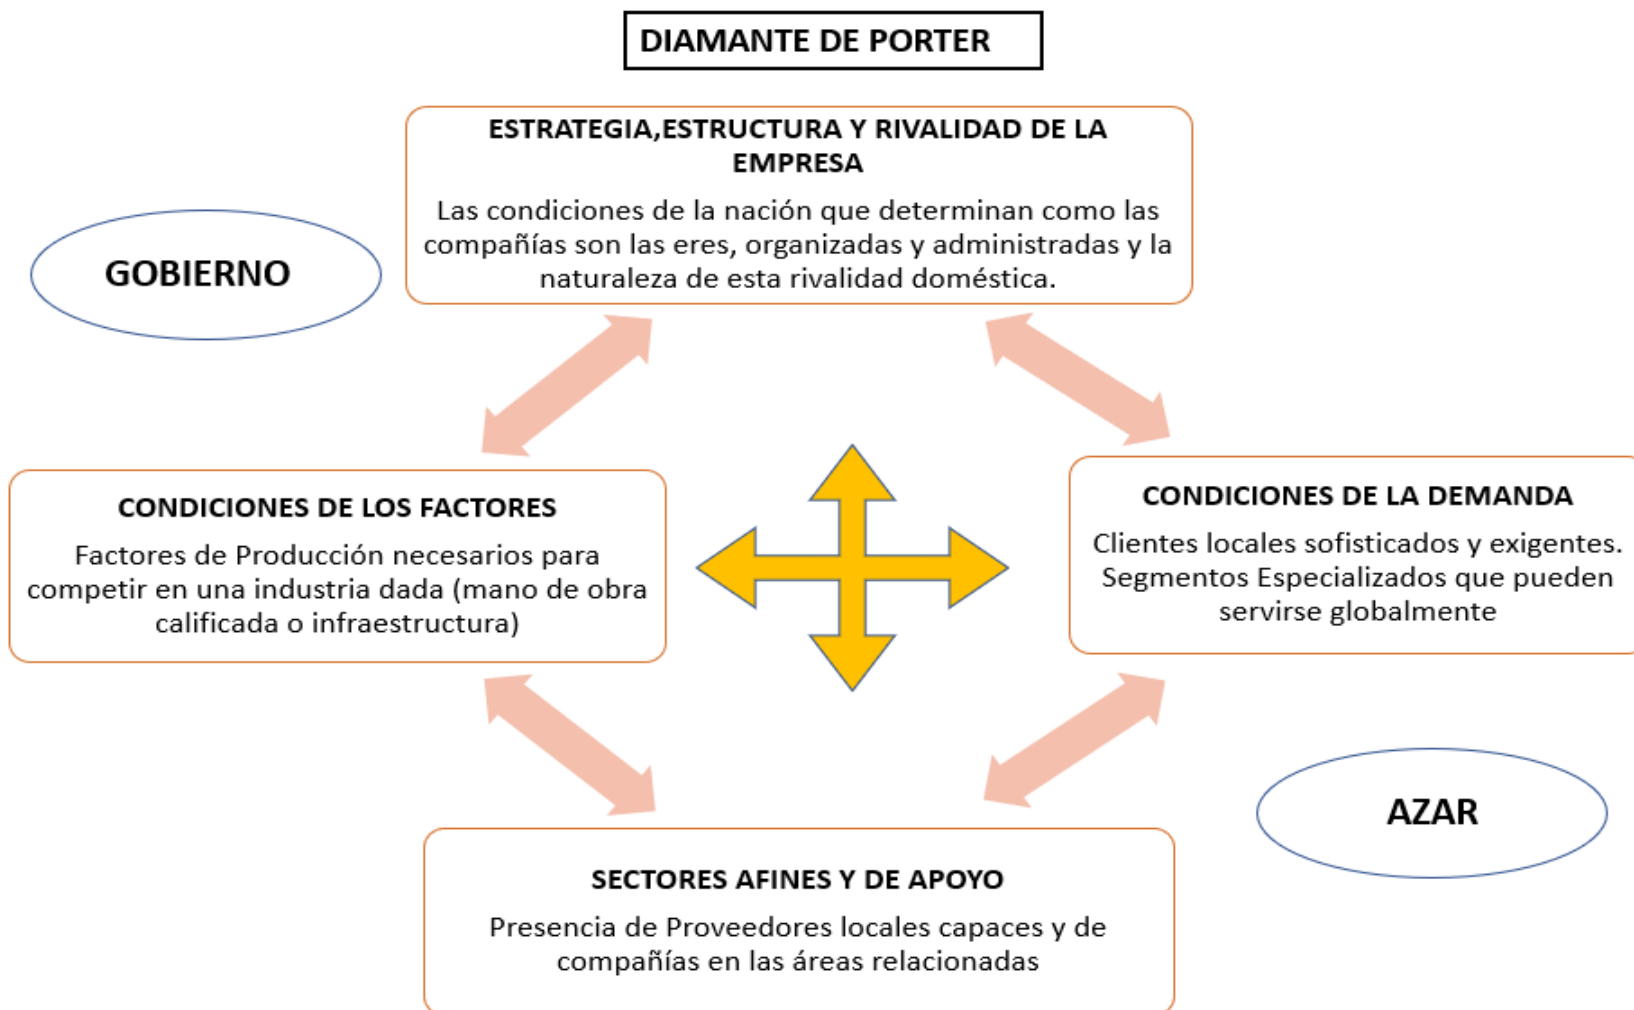 DIAMANTE DE PORTER
ESTRATEGIA,ESTRUCTURA Y RIVALIDAD DE LA
EMPRESA
Las condiciones de la nación que determinan como las
compañías son las eres, organizadas y administradas y la
naturaleza de esta rivalidad doméstica.
GOBIERNO
CONDICIONES DE LOS FACTORES
Factores de Producción necesarios para
competir en una industria dada (mano de obra
calificada o infraestructura)
CONDICIONES DE LA DEMANDA
Clientes locales sofisticados y exigentes.
Segmentos Especializados que pueden
servirse globalmente
AZAR
SECTORES AFINES Y DE APOYO
Presencia de Proveedores locales capaces y de
compañías en las áreas relacionadas